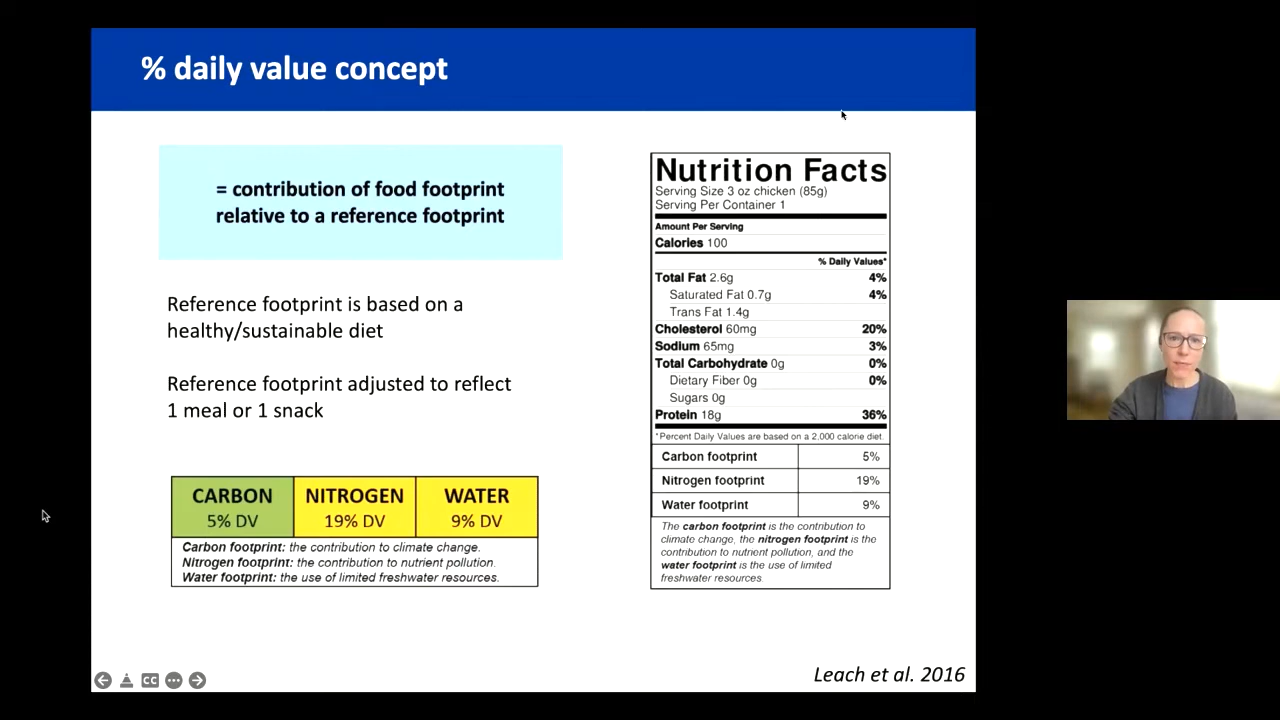 % daily value concept
= contribution of food footprint
relative to a reference footprint
Reference footprint is based on a
healthy/sustainable diet
Reference footprint adjusted to reflect
1 meal or 1 snack
CARBON NITROGEN WATER
5% DV 19% DV 9% DV
Carbon footprint: the contribution to climate change.
Nitrogen footprint: the contribution to nutrient pollution.
Water footprint: the use of limited freshwater resources.
Nutrition Facts
Serving Size 3 oz chicken (85g)
Serving Per Container 1
Amount Per Serving
Calories 100
% Daily Values*
Total Fat 2.6g 4%
Saturated Fat 0.7g 4%
Trans Fat 1.4g
Cholesterol 60mg 20%
Sodium 65mg 3%
Total Carbohydrate 0g 0%
Dietary Fiber 0g 0%
Sugars 0g
Protein 18g 36%
*Percent Daily Values are based on a 2,000 calorie diet.
Carbon footprint 5%
Nitrogen footprint 19%
Water footprint 9%
The carbon footprint is the contribution to
climate change, the nitrogen footprint is the
contribution to nutrient pollution, and the
water footprint is the use of limited
freshwater resources.
CC
Leach et al. 2016